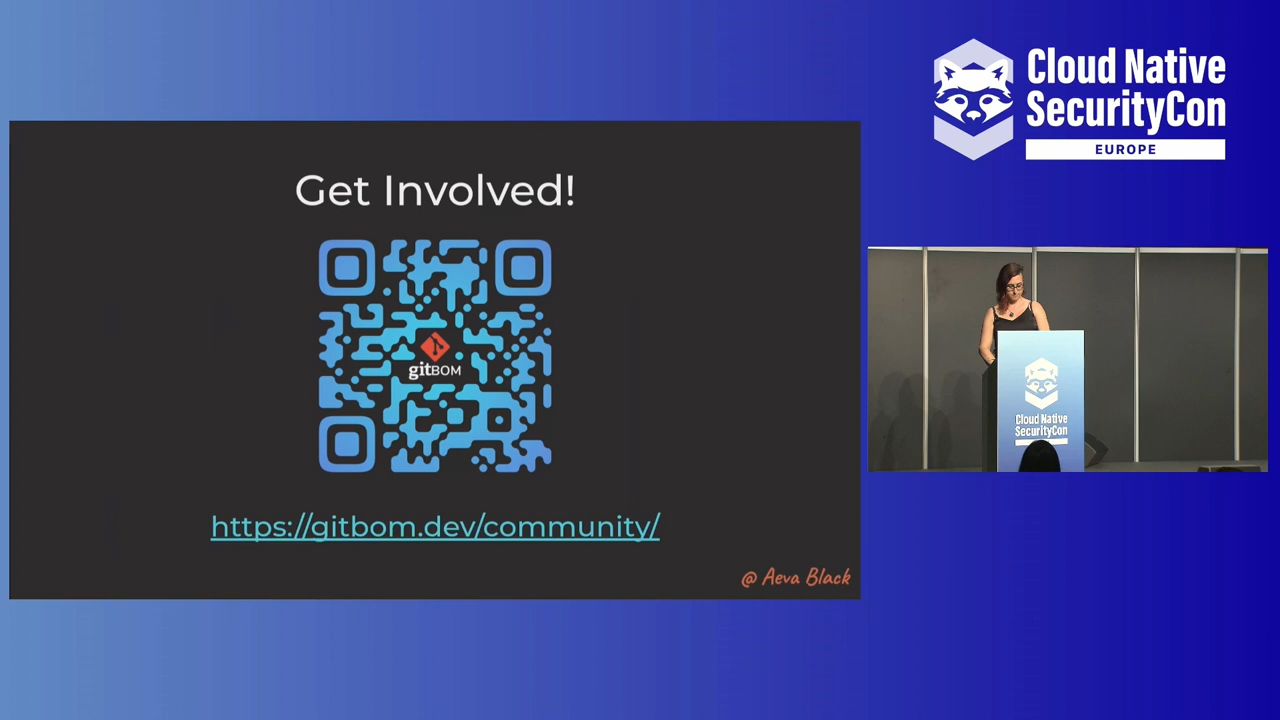 Get Involved!
gitBOM
https://gitbom.dev/community/
@ Aeva Black
Cloud Native
SecurityCon
EUROPE
Cloud Native
SecurityCon